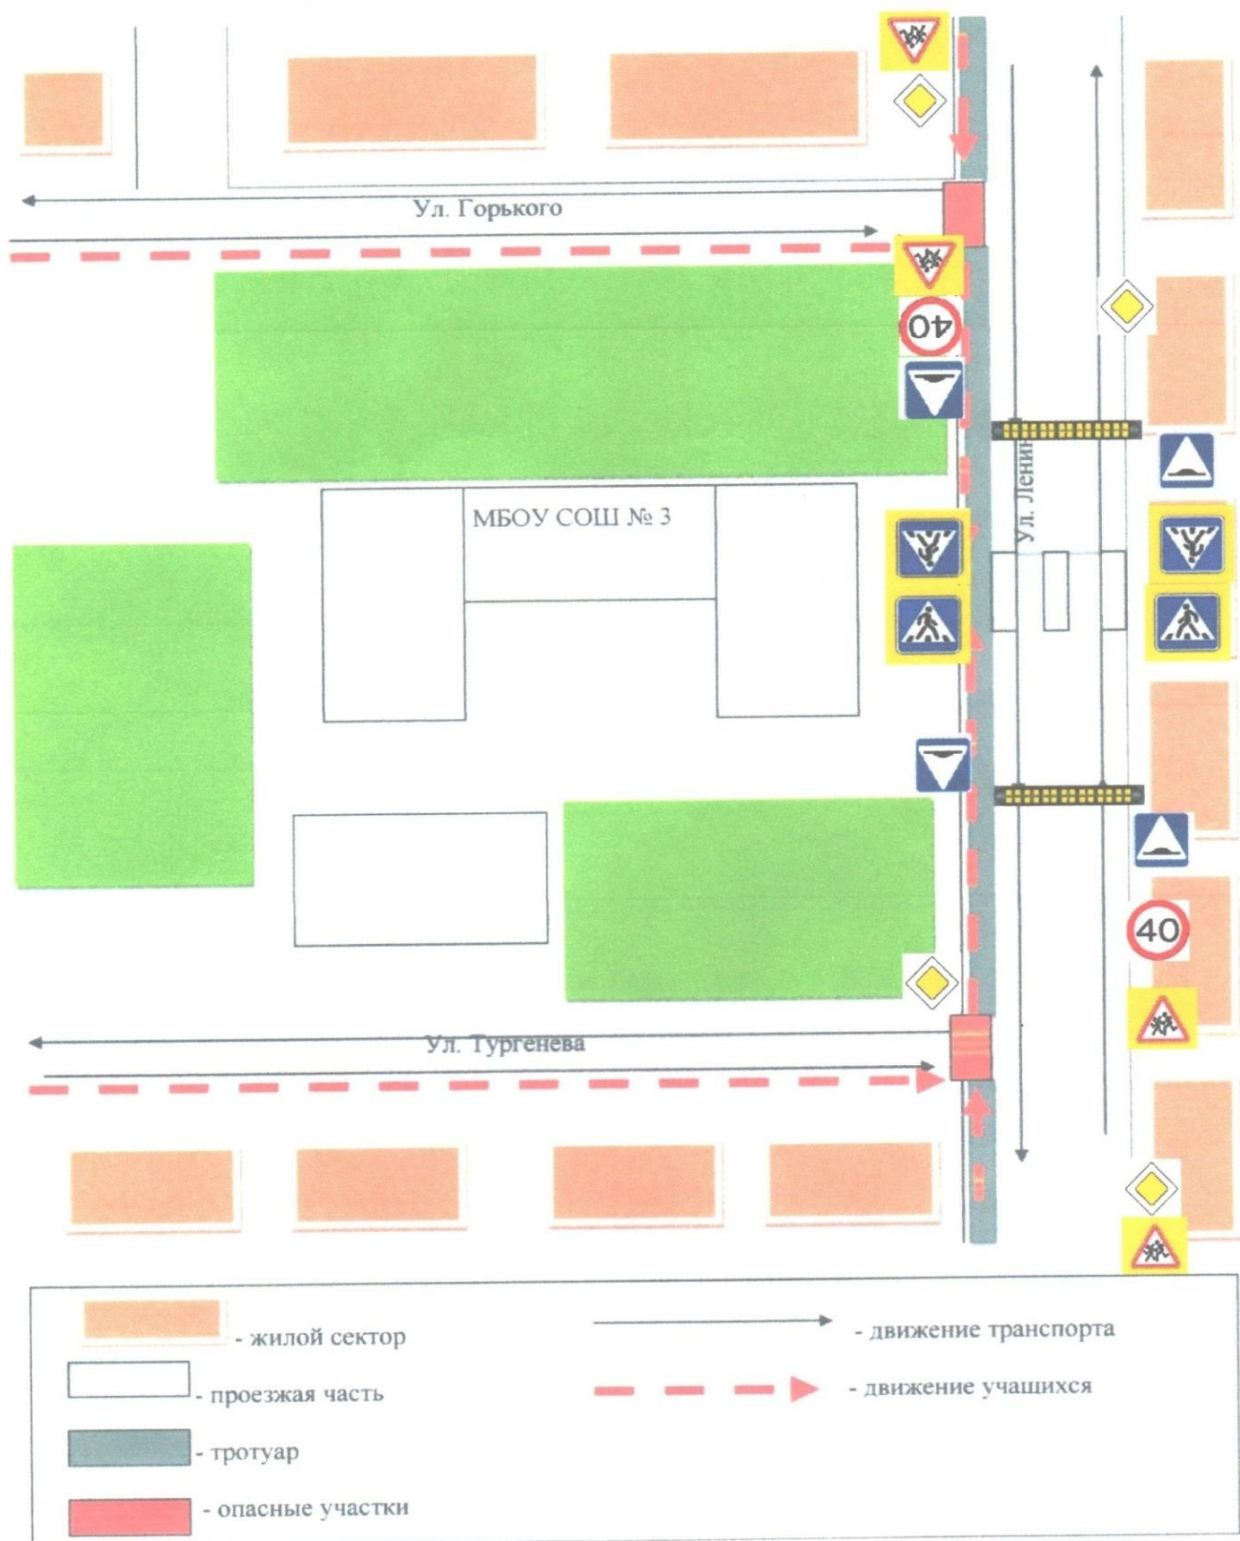 Ул. Горького
40
МБОУ СОШ № 3
Ул. Ленин
40
Ул. Тургенева
- жилой сектор
- движение транспорта
- проезжая часть
- движение учашихся
- тротуар
- опасные участки